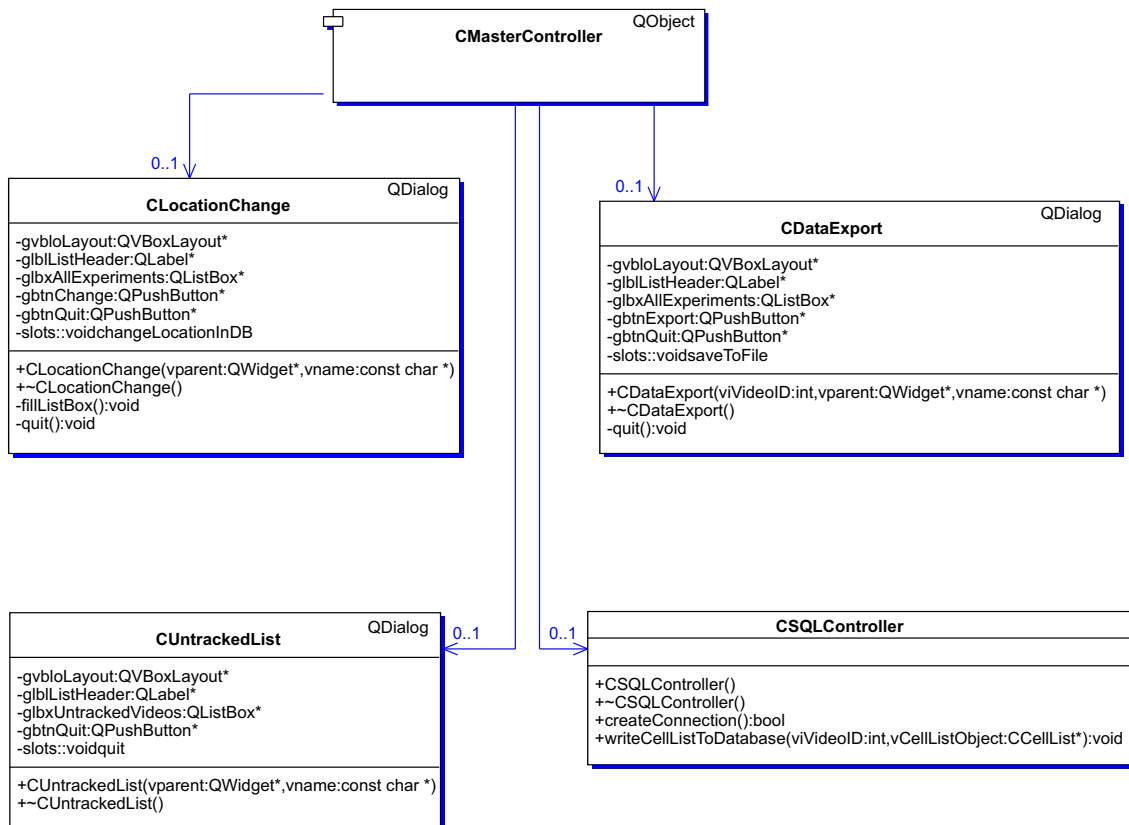 QObject
CMasterController
0..1
0..1
QDialog
CLocationChange
-gvbloLayout:QVBoxLayout*
-glblListHeader:QLabel*
-glbxAllExperiments:QListBox*
-gbtnChange:QPushButton*
-gbtnQuit:QPushButton*
-slots::voidchangeLocationInDB
+CLocationChange(vparent:QWidget*,vname:const char *)
+~CLocationChange()
-fillListBox():void
-quit():void
QDialog
CDataExport
-gvbloLayout:QVBoxLayout*
-glblListHeader:QLabel*
-glbxAllExperiments:QListBox*
-gbtnExport:QPushButton*
-gbtnQuit:QPushButton*
-slots::voidsaveToFile
+CDataExport(viVideoID:int,vparent:QWidget*,vname:const char *)
+~CDataExport()
-quit():void
QDialog
CUntrackedList
-gvbloLayout:QVBoxLayout*
-glblListHeader:QLabel*
-glbxUntrackedVideos:QListBox*
-gbtnQuit:QPushButton*
-slots::voidquit
+CUntrackedList(vparent:QWidget*,vname:const char *)
+~CUntrackedList()
0..1
0..1
CSQLController
+CSQLController()
+~CSQLController()
+createConnection():bool
+writeCellListToDatabase(viVideoID:int,vCellListObject:CCellList*):void